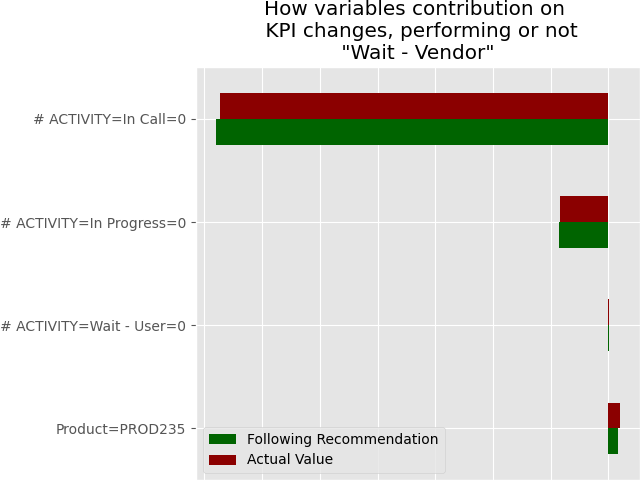 How variables contribution on
KPI changes, performing or not
"Wait - Vendor"
# ACTIVITY=In Call=0
# ACTIVITY=In Progress=0
# ACTIVITY=Wait - User=0
Product=PROD235
Following Recommendation
Actual Value